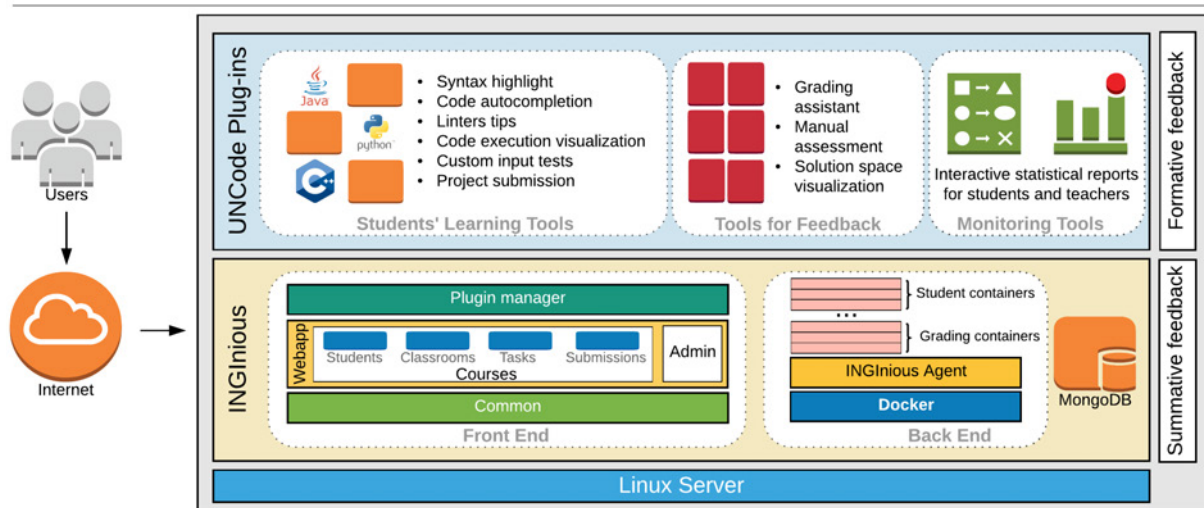 Users
Internet
UNCode Plug-ins
Java
python
C++
• Syntax highlight
• Code autocompletion
• Linters tips
• Code execution visualization
• Custom input tests
• Project submission
Students' Learning Tools
• Grading
assistant
• Manual
assessment
• Solution space
visualization
Tools for Feedback
Interactive statistical reports
for students and teachers
Monitoring Tools
Formative feedback
INGInious
Plugin manager
Webapp
Students
Classrooms
Tasks
Submissions
Courses
Admin
Common
Front End
Student containers
...
Grading containers
INGInious Agent
Docker
Back End
MongoDB
Summative feedback
Linux Server